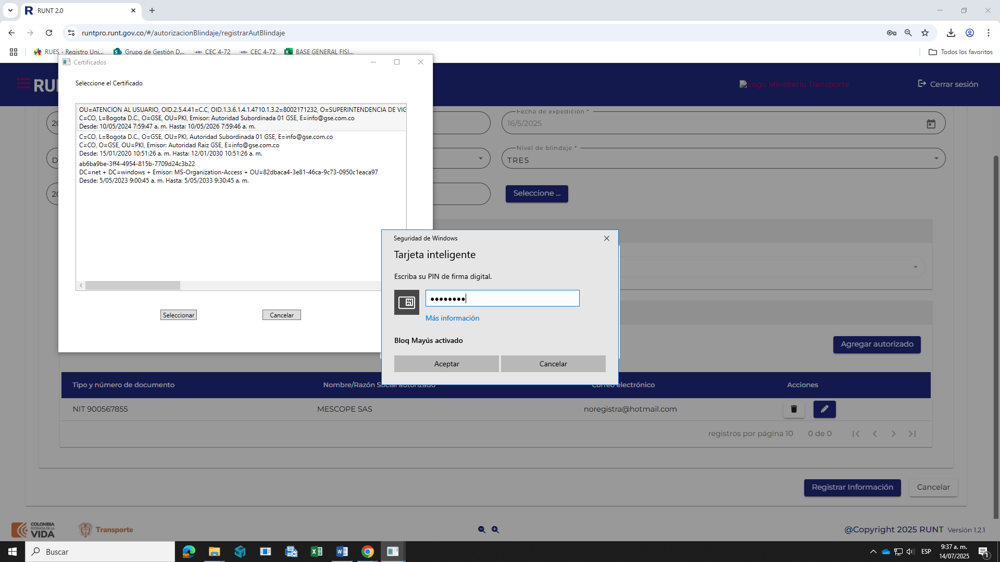 RUNT 2.0
runtpro.runt.gov.co/#/autorizacionBlindaje/registrarAutBlindaje
RUES - Registro Uni...
Grupo de Gestión D...
CEC 4-72
CEC 4-72
BASE GENERAL FISI...
Todos los favoritos
Certificados
Seleccione el Certificado
OU=ATENCION AL USUARIO, OID.2.5.4.41=C.C, OID.1.3.6.1.4.1.4710.1.3.2=8002171232, O=SUPERINTENDENCIA DE VIG
C=CO, L=Bogota D.C., O=GSE, OU=PKI, Emisor: Autoridad Subordinada 01 GSE, E=info@gse.com.co
Desde: 10/05/2024 7:59:47 a. m. Hasta: 10/05/2026 7:59:46 a. m.
C=CO, L=Bogota D.C., O=GSE, OU=PKI, Autoridad Subordinada 01 GSE, E=info@gse.com.co
C=CO, O=GSE, OU=PKI, Emisor: Autoridad Raiz GSE, E=info@gse.com.co
Desde: 15/01/2020 10:51:26 a. m. Hasta: 12/01/2030 10:51:26 a. m.
ab6ba9be-3ff4-4954-815b-7709d24c3b22
DC=net + DC=windows + Emisor: MS-Organization-Access + OU=82dbaca4-3e81-46ca-9c73-0950c1eaca97
Desde: 5/05/2023 9:00:45 a. m. Hasta: 5/05/2033 9:30:45 a. m.
Seleccionar
Cancelar
RU
Logo Ministerio Transporte
Cerrar sesión
20
Fecha de expedición *
16/5/2025
D
Nivel de blindaje *
TRES
20
Seleccione ...
Seguridad de Windows
Tarjeta inteligente
Escriba su PIN de firma digital.
••••••••
Más información
Bloq Mayús activado
Aceptar
Cancelar
Agregar autorizado
Tipo y número de documento
Nombre/Razón Social autorizado
Correo electrónico
Acciones
NIT 900567855
MESCOPE SAS
noregistra@hotmail.com
registros por página 10
0 de 0
Registrar Información
Cancelar
COLOMBIA
POTENCIA DE LA
VIDA
Transporte
@Copyright 2025 RUNT Versión 1.2.1
Buscar
ESP
9:37 a. m.
14/07/2025
1